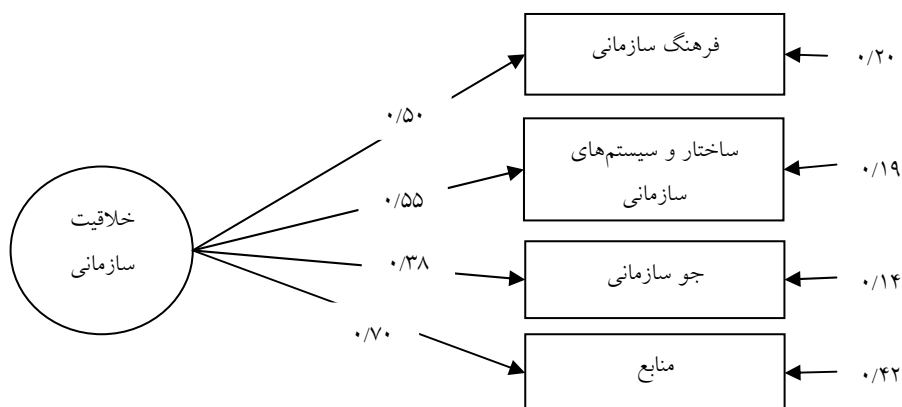 فرهنگ سازمانی
۰/۲۰
۰/۵۰
ساختار و سیستم‌های
سازمانی
۰/۱۹
۰/۵۵
خلاقیت
سازمانی
جو سازمانی
۰/۱۴
۰/۳۸
منابع
۰/۴۲
۰/۷۰